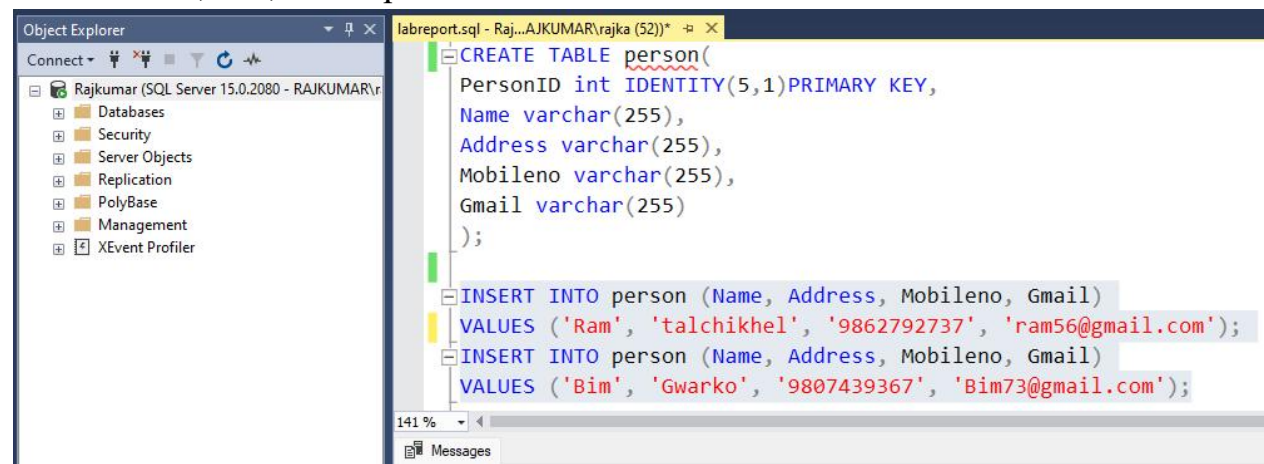 Object Explorer
Connect
Rajkumar (SQL Server 15.0.2080 - RAJKUMAR\r
Databases
Security
Server Objects
Replication
PolyBase
Management
XEvent Profiler
labreport.sql - Raj...AJKUMAR\rajka (52))*
CREATE TABLE person(
PersonID int IDENTITY(5,1)PRIMARY KEY,
Name varchar(255),
Address varchar(255),
Mobileno varchar(255),
Gmail varchar(255)
);
INSERT INTO person (Name, Address, Mobileno, Gmail)
VALUES ('Ram', 'talchikhel', '9862792737', 'ram56@gmail.com');
INSERT INTO person (Name, Address, Mobileno, Gmail)
VALUES ('Bim', 'Gwarko', '9807439367', 'Bim73@gmail.com');
141 %
Messages